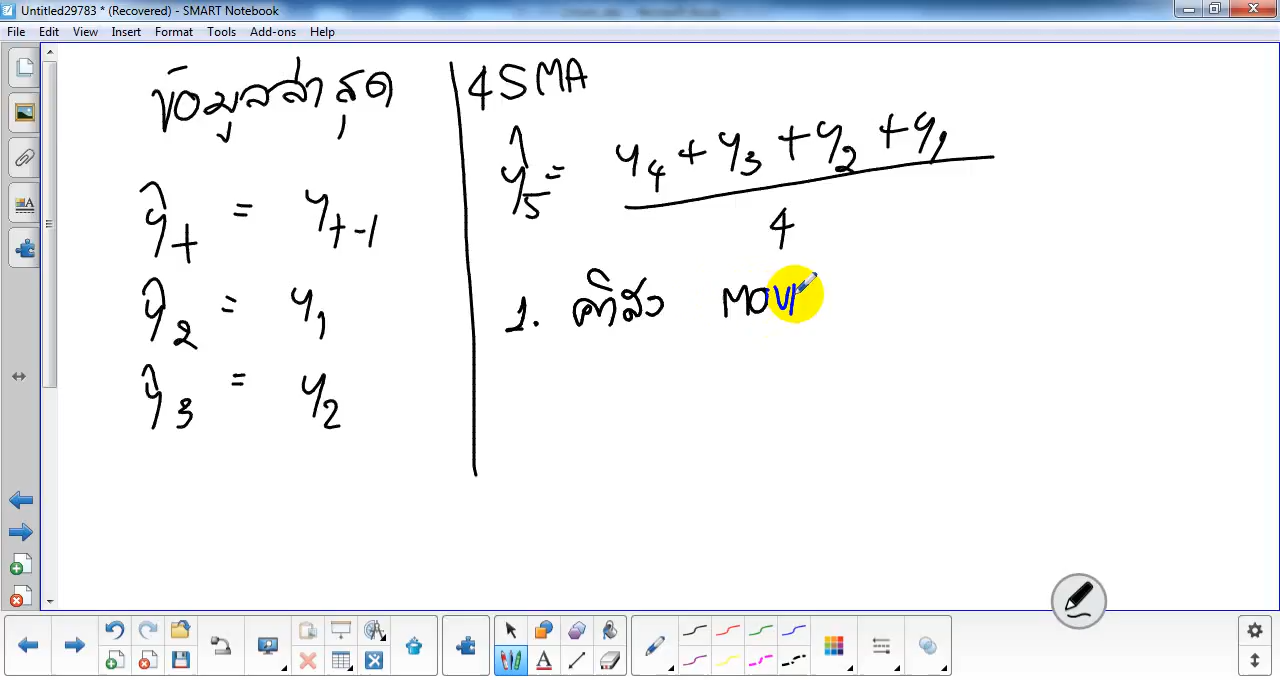 Untitled29783 * (Recovered) - SMART Notebook
File Edit View Insert Format Tools Add-ons Help
ข้อมูลล่าสุด
ŷt = yt-1
ŷ2 = y1
ŷ3 = y2
4SMA
ŷ5 = y4 + y3 + y2 + y1
4
1. คำสั่ง MOV